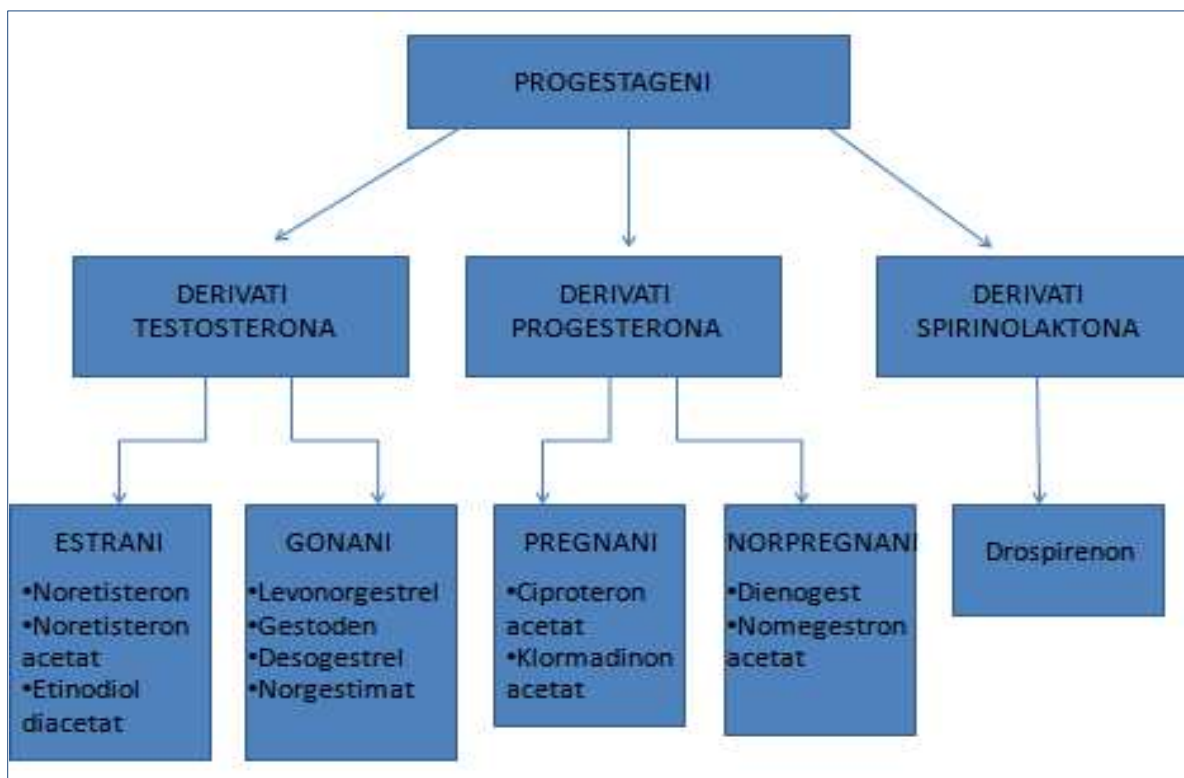 PROGESTAGENI
DERIVATI
TESTOSTERONA
DERIVATI
PROGESTERONA
DERIVATI
SPIRINOLAKTONA
ESTRANI
•Noretisteron
•Noretisteron
acetat
•Etinodiol
diacetat
GONANI
•Levonorgestrel
•Gestoden
•Desogestrel
•Norgestimat
PREGNANI
•Ciproteron
acetat
•Klormadinon
acetat
NORPREGNANI
•Dienogest
•Nomegestron
acetat
Drospirenon